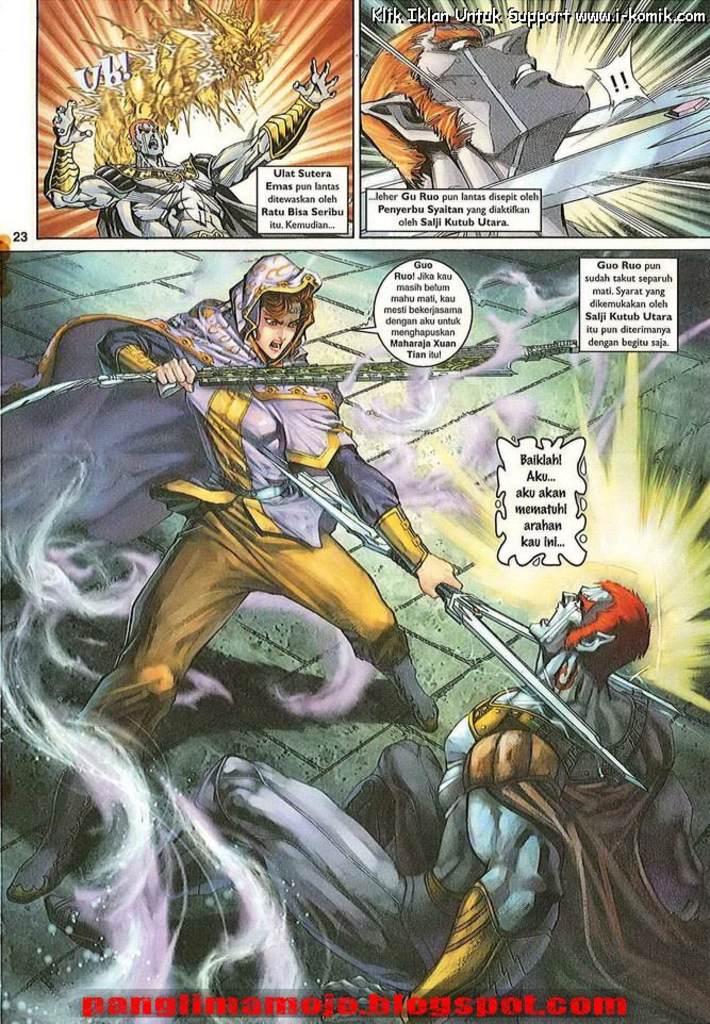 Klik Iklan Untuk Support www.i-komik.com
Uh!
!!
Ulat Sutera
Emas pun lantas
ditewaskan oleh
Ratu Bisa Seribu
itu. Kemudian...
...leher Gu Ruo pun lantas disepit oleh
Penyerbu Syaitan yang diaktifkan
oleh Salji Kutub Utara.
23
Guo
Ruo! Jika kau
masih belum
mahu mati, kau
mesti bekerjasama
dengan aku untuk
menghapuskan
Maharaja Xuan
Tian itu!
Guo Ruo pun
sudah takut separuh
mati. Syarat yang
dikemukakan oleh
Salji Kutub Utara
itu pun diterimanya
dengan begitu saja.
Baiklah!
Aku...
aku akan
mematuhi
arahan
kau ini...
panglimamojo.blogspot.com